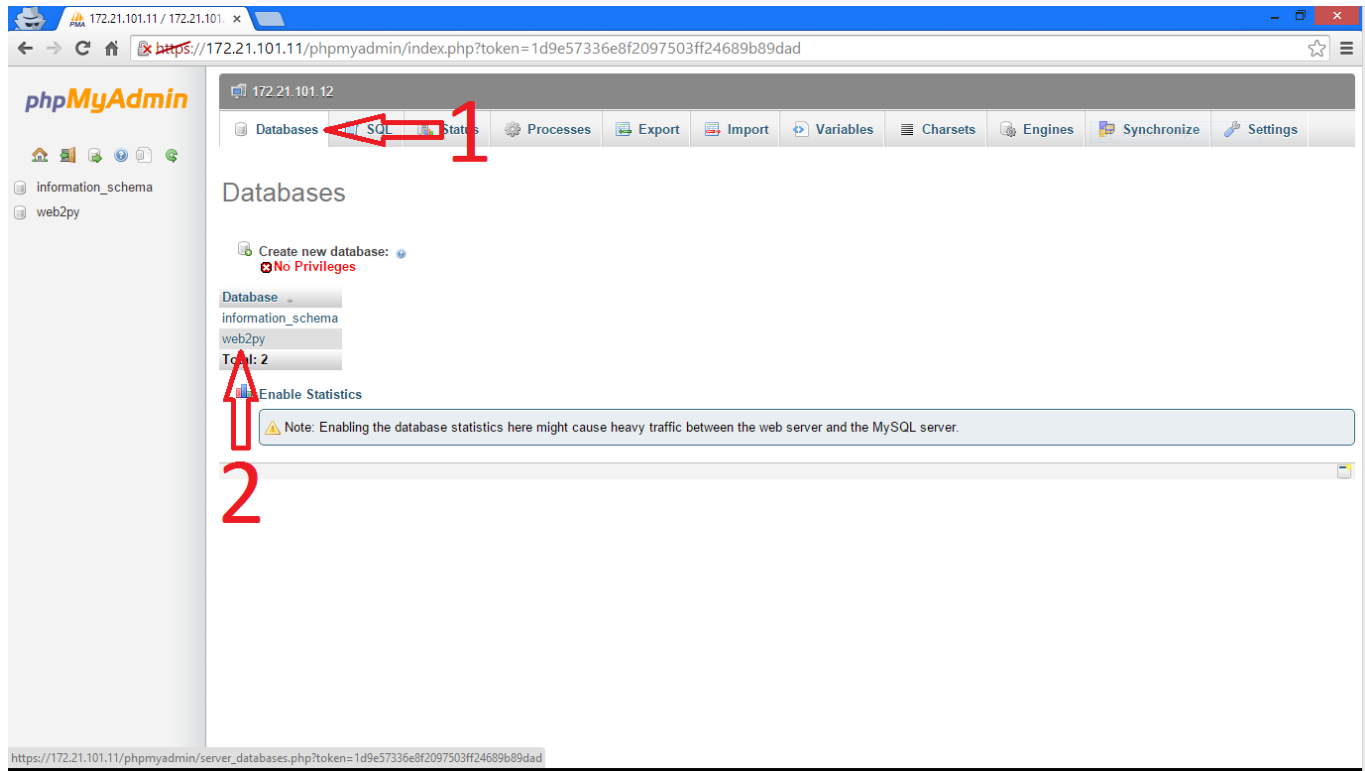 172.21.101.11 / 172.21.101.
https://172.21.101.11/phpmyadmin/index.php?token=1d9e57336e8f2097503ff24689b89dad
phpMyAdmin
172.21.101.12
Databases SQL Status Processes Export Import Variables Charsets Engines Synchronize Settings
1
information_schema
web2py
Databases
Create new database:
No Privileges
Database
information_schema
web2py
Total: 2
Enable Statistics
Note: Enabling the database statistics here might cause heavy traffic between the web server and the MySQL server.
2
https://172.21.101.11/phpmyadmin/server_databases.php?token=1d9e57336e8f2097503ff24689b89dad